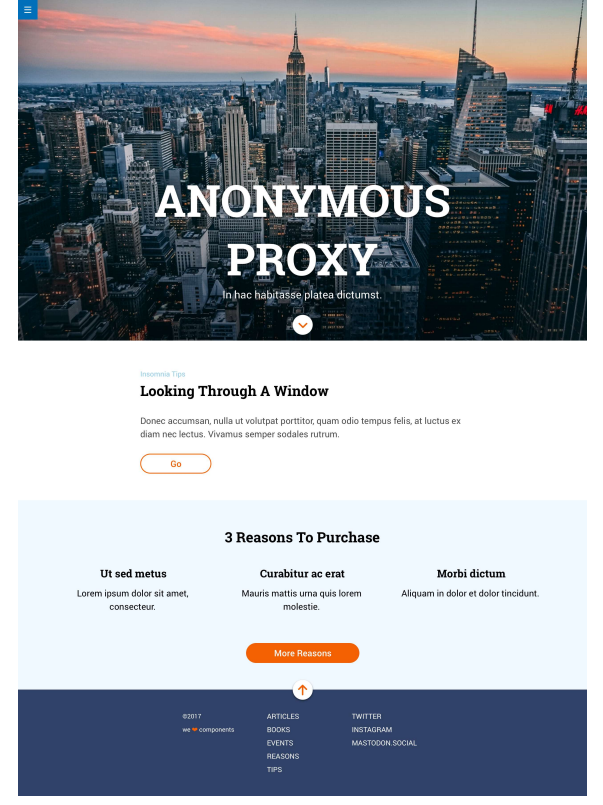 ANONYMOUS
PROXY
In hac habitasse platea dictumst.
Insomnia Tips
Looking Through A Window
Donec accumsan, nulla ut volutpat porttitor, quam odio tempus felis, at luctus ex
diam nec lectus. Vivamus semper sodales rutrum.
Go
3 Reasons To Purchase
Ut sed metus
Lorem ipsum dolor sit amet,
consecteur.
Curabitur ac erat
Mauris mattis urna quis lorem
molestie.
Morbi dictum
Aliquam in dolor et dolor tincidunt.
More Reasons
©2017
we ❤ components
ARTICLES
BOOKS
EVENTS
REASONS
TIPS
TWITTER
INSTAGRAM
MASTODON.SOCIAL